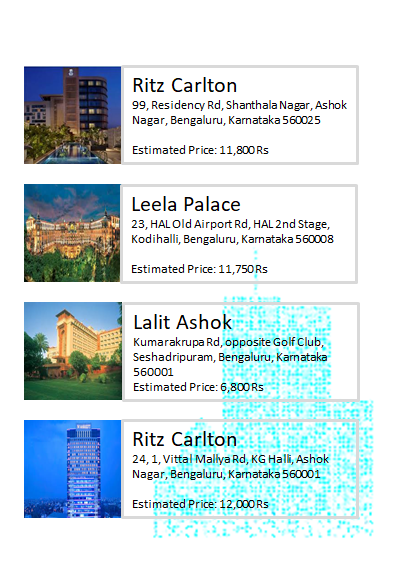 Ritz Carlton
99, Residency Rd, Shanthala Nagar, Ashok
Nagar, Bengaluru, Karnataka 560025
Estimated Price: 11,800 Rs
Leela Palace
23, HAL Old Airport Rd, HAL 2nd Stage,
Kodihalli, Bengaluru, Karnataka 560008
Estimated Price: 11,750 Rs
Lalit Ashok
Kumarakrupa Rd, opposite Golf Club,
Seshadripuram, Bengaluru, Karnataka
560001
Estimated Price: 6,800 Rs
Ritz Carlton
24, 1, Vittal Mallya Rd, KG Halli, Ashok
Nagar, Bengaluru, Karnataka 560001
Estimated Price: 12,000 Rs